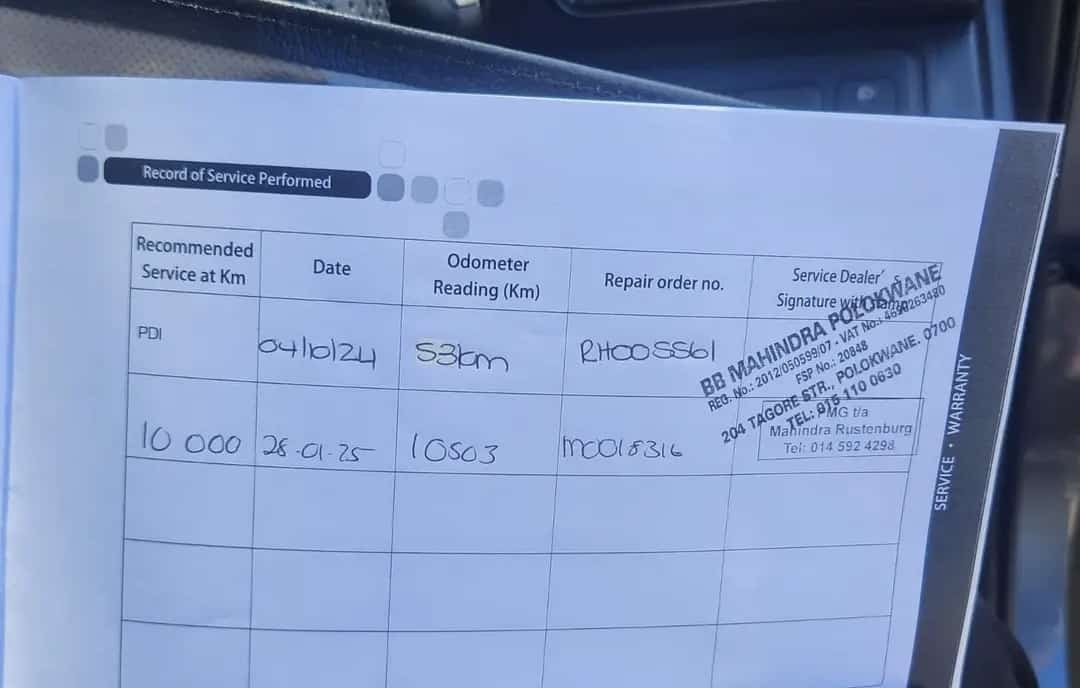 Record of Service Performed
Recommended Service at Km
Date
Odometer Reading (Km)
Repair order no.
Service Dealer's
Signature with
PDI
04/10/24
53km
RH005561
BB MAHINDRA POLOKWANE
REG. No.: 2012/050599/07 - VAT No.: 4690263480
FSP No.: 20848
204 TAGORE STR., POLOKWANE. 0700
TEL: 015 110 0630
10 000
28.01.25
10503
MC018316
PMG t/a
Mahindra Rustenburg
Tel: 014 592 4298
SERVICE • WARRANTY